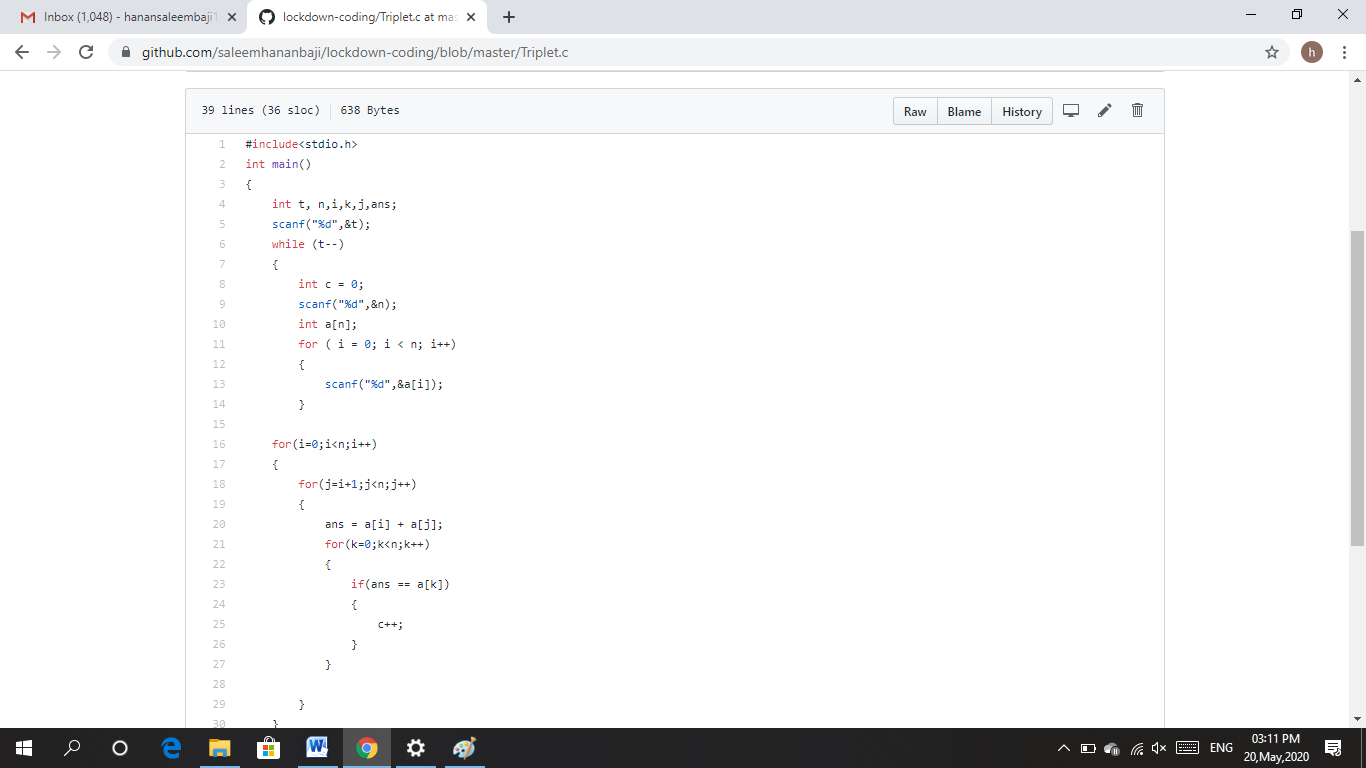 Inbox (1,048) - hanansaleembaji1
lockdown-coding/Triplet.c at mas
github.com/saleemhananbaji/lockdown-coding/blob/master/Triplet.c
h
39 lines (36 sloc) 638 Bytes
Raw Blame History
1 #include<stdio.h>
2 int main()
3 {
4     int t, n,i,k,j,ans;
5     scanf("%d",&t);
6     while (t--)
7     {
8         int c = 0;
9         scanf("%d",&n);
10         int a[n];
11         for ( i = 0; i < n; i++)
12         {
13             scanf("%d",&a[i]);
14         }
15
16     for(i=0;i<n;i++)
17     {
18         for(j=i+1;j<n;j++)
19         {
20             ans = a[i] + a[j];
21             for(k=0;k<n;k++)
22             {
23                 if(ans == a[k])
24                 {
25                     c++;
26                 }
27             }
28
29         }
30     }
ENG
03:11 PM
20,May,2020